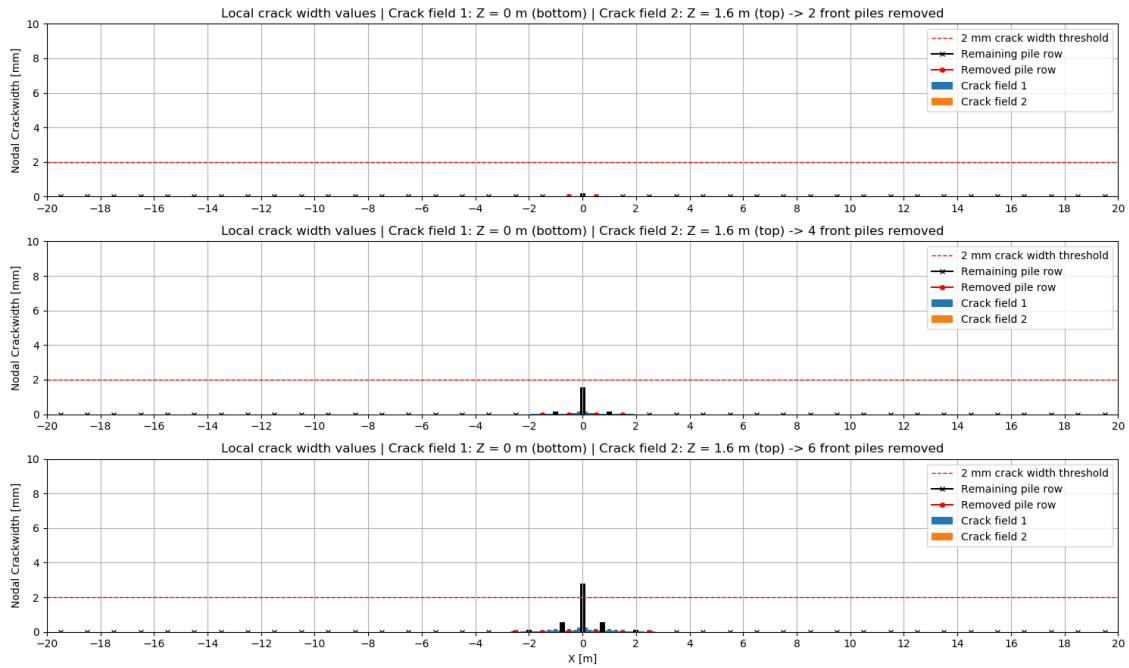 Local crack width values | Crack field 1: Z = 0 m (bottom) | Crack field 2: Z = 1.6 m (top) -> 2 front piles removed
Nodal Crackwidth [mm]
10
8
6
4
2
0
2 mm crack width threshold
Remaining pile row
Removed pile row
Crack field 1
Crack field 2
−20 −18 −16 −14 −12 −10 −8 −6 −4 −2 0 2 4 6 8 10 12 14 16 18 20
Local crack width values | Crack field 1: Z = 0 m (bottom) | Crack field 2: Z = 1.6 m (top) -> 4 front piles removed
Nodal Crackwidth [mm]
10
8
6
4
2
0
2 mm crack width threshold
Remaining pile row
Removed pile row
Crack field 1
Crack field 2
−20 −18 −16 −14 −12 −10 −8 −6 −4 −2 0 2 4 6 8 10 12 14 16 18 20
Local crack width values | Crack field 1: Z = 0 m (bottom) | Crack field 2: Z = 1.6 m (top) -> 6 front piles removed
Nodal Crackwidth [mm]
10
8
6
4
2
0
2 mm crack width threshold
Remaining pile row
Removed pile row
Crack field 1
Crack field 2
−20 −18 −16 −14 −12 −10 −8 −6 −4 −2 0 2 4 6 8 10 12 14 16 18 20
X [m]